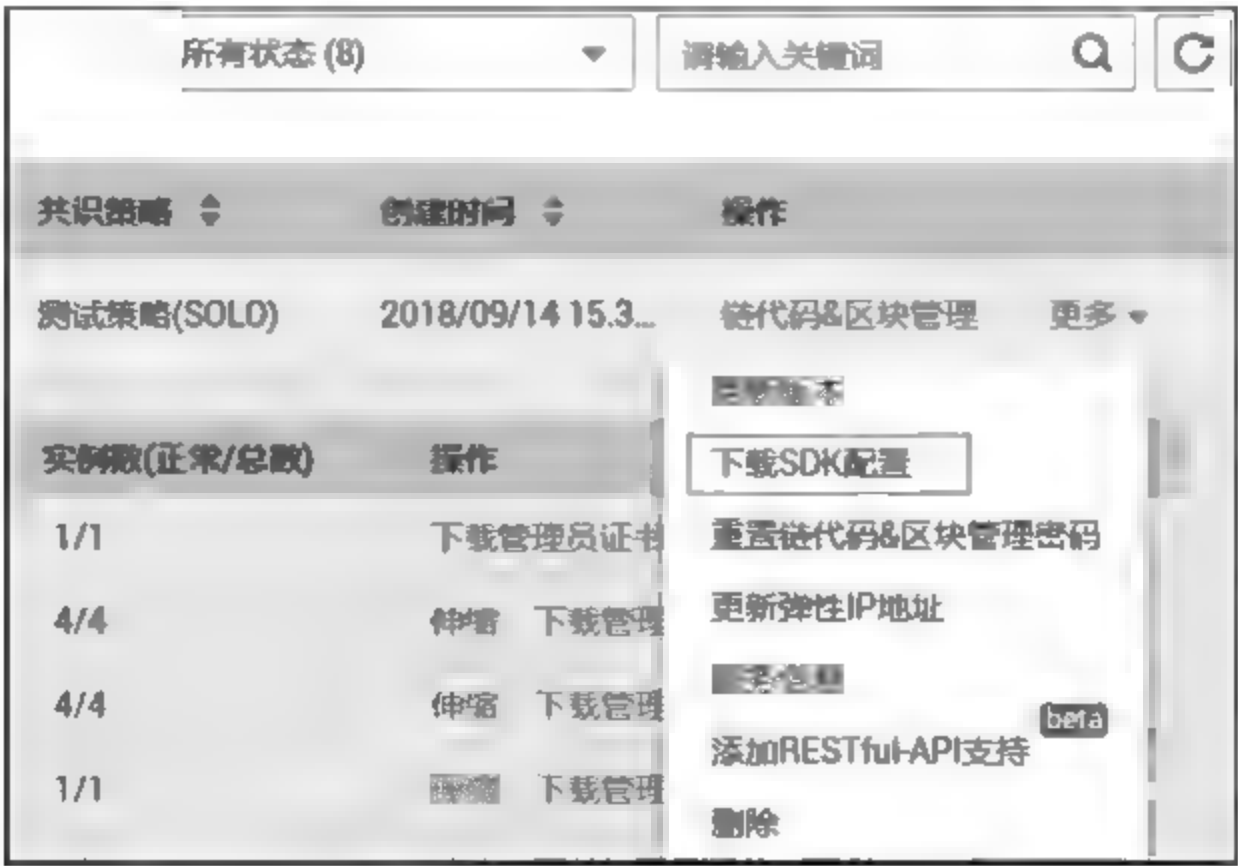 所有状态 (8)
请输入关键词
共识策略 创建时间 操作
测试策略(SOLO) 2018/09/14 15.3... 链代码&区块管理 更多
实例数(正常/总数) 操作
下载SDK配置
1/1 下载管理员证书
重置链代码&区块管理密码
4/4 伸缩 下载管理
更新弹性IP地址
4/4 伸缩 下载管理
beta
添加RESTful-API支持
1/1 下载管理
删除